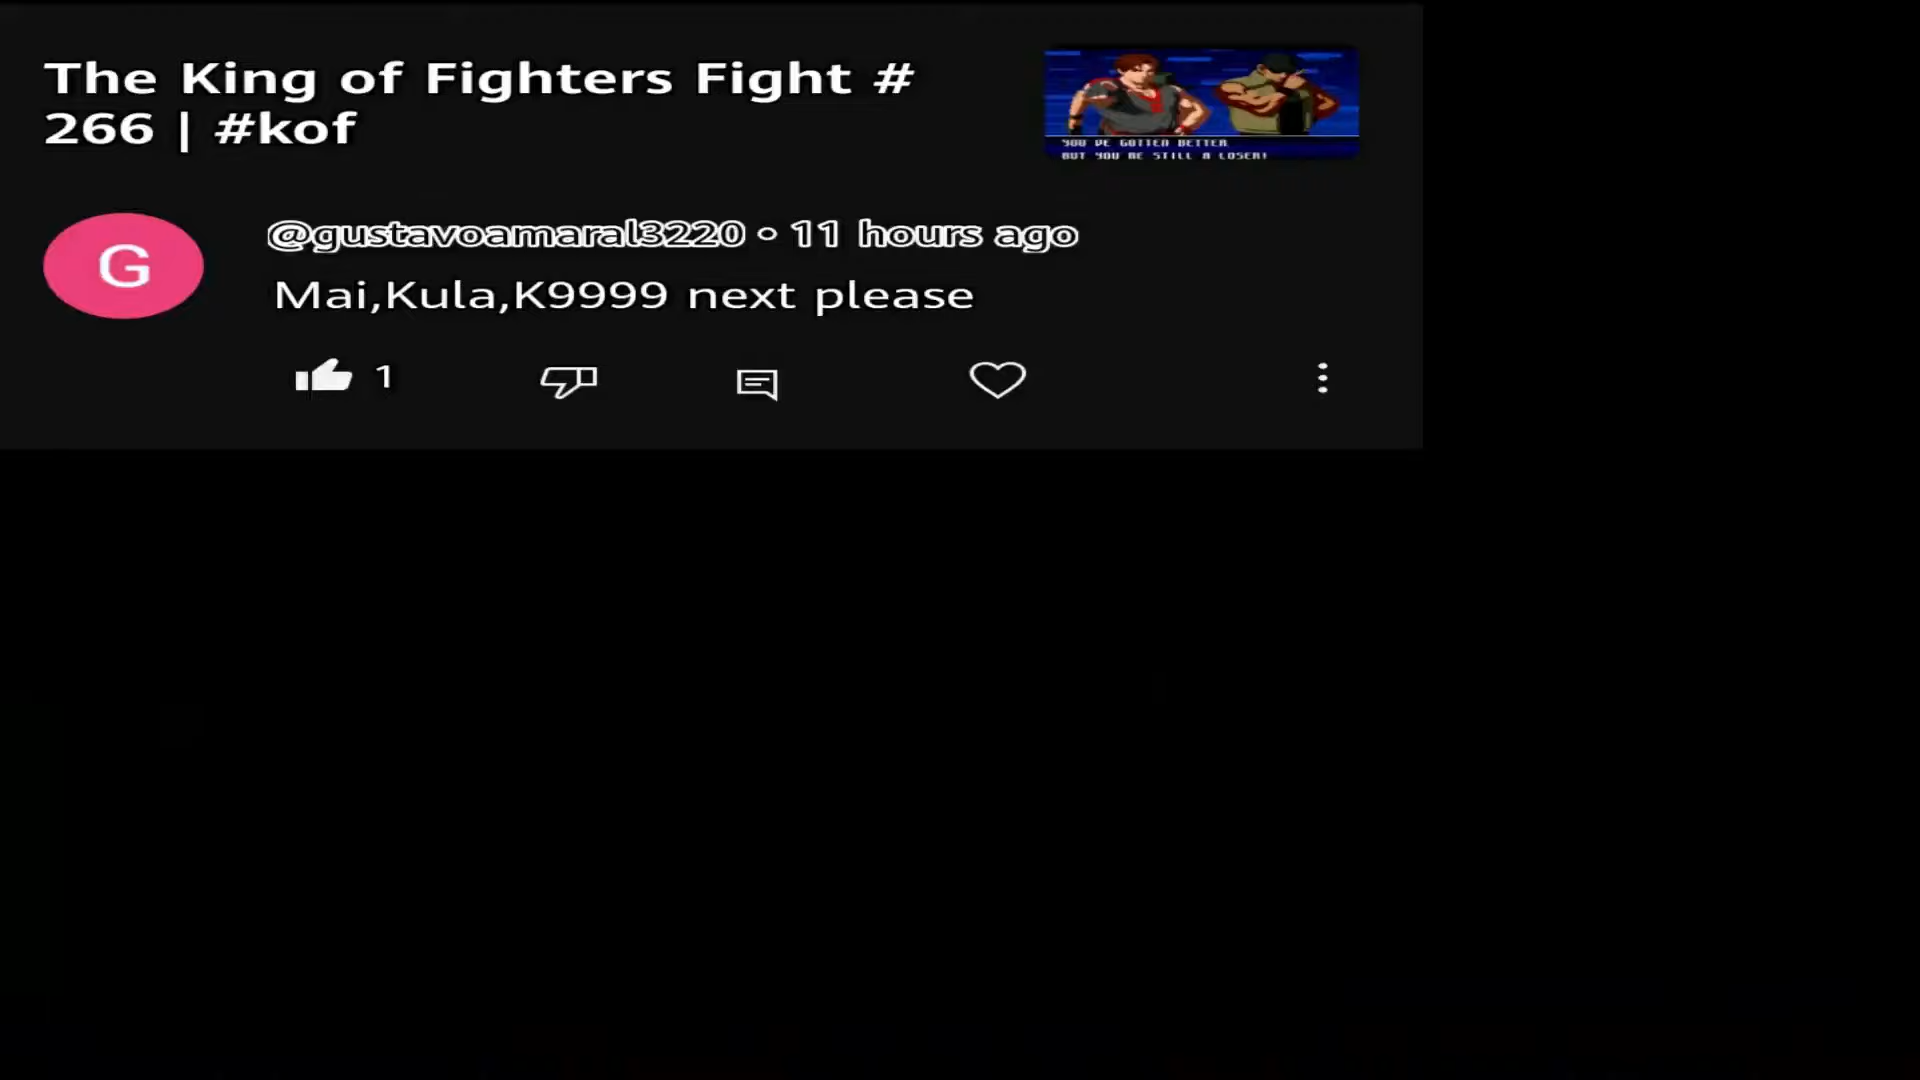 The King of Fighters Fight #
266 | #kof
YOU'VE GOTTEN BETTER
BUT YOU'RE STILL A LOSER!
G
@gustavoamaral3220 • 11 hours ago
Mai,Kula,K9999 next please
1